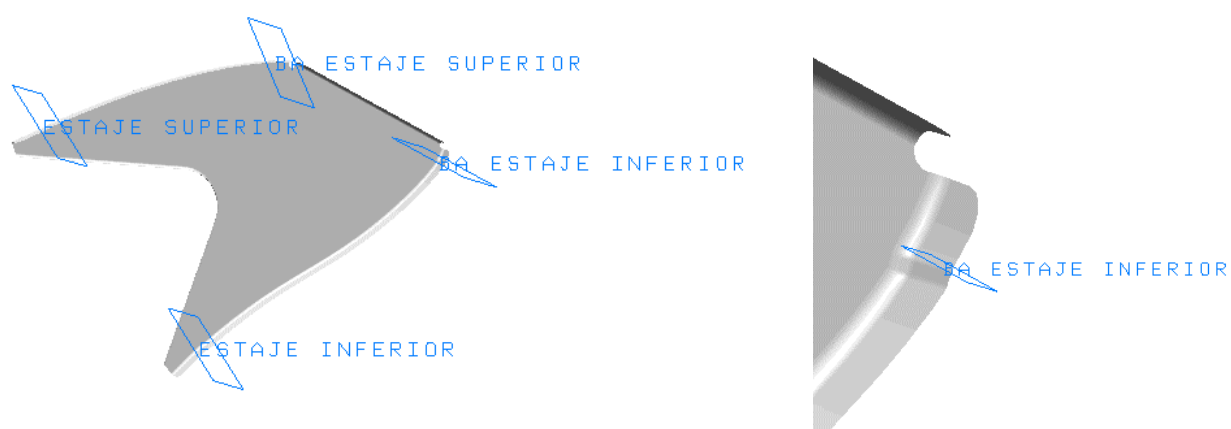 BA ESTAJE SUPERIOR
ESTAJE SUPERIOR
BA ESTAJE INFERIOR
ESTAJE INFERIOR
BA ESTAJE INFERIOR